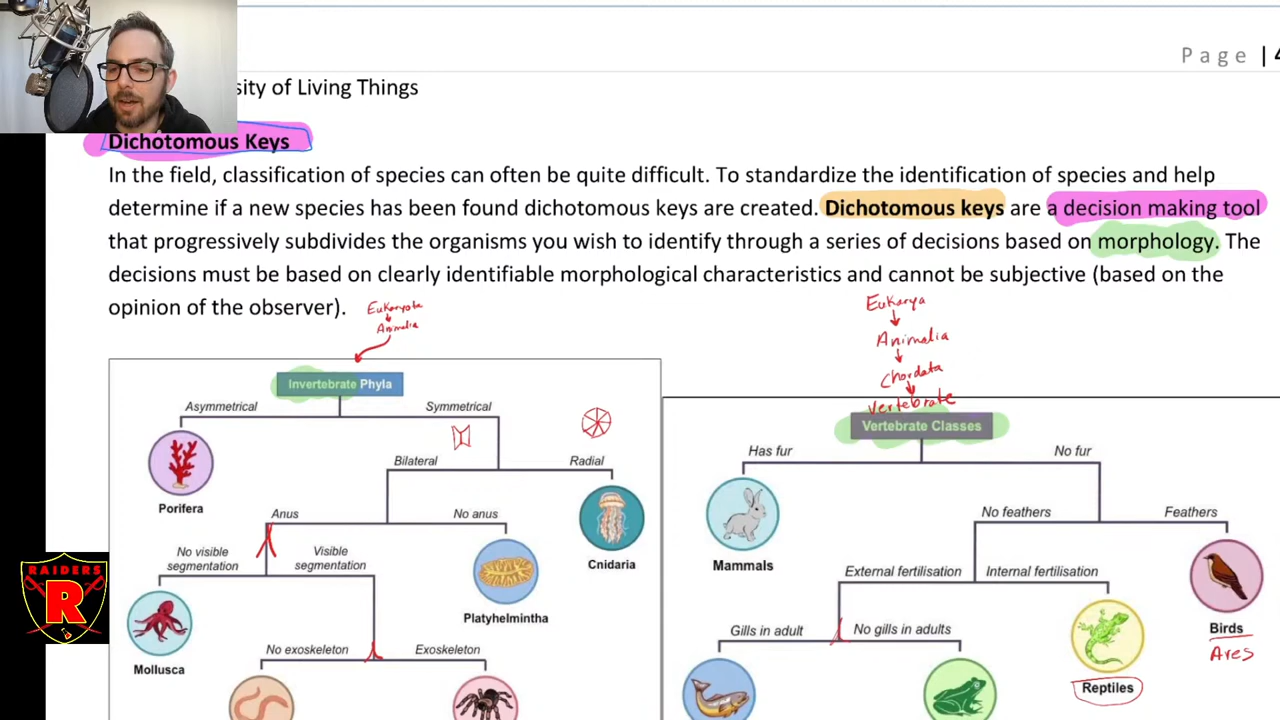 Page | 4
sity of Living Things
Dichotomous Keys
In the field, classification of species can often be quite difficult. To standardize the identification of species and help
determine if a new species has been found dichotomous keys are created. Dichotomous keys are a decision making tool
that progressively subdivides the organisms you wish to identify through a series of decisions based on morphology. The
decisions must be based on clearly identifiable morphological characteristics and cannot be subjective (based on the
opinion of the observer).
Eukaryota
Animalia
Invertebrate Phyla
Asymmetrical
Symmetrical
Porifera
Bilateral
Radial
Cnidaria
Anus
No anus
Platyhelmintha
No visible
segmentation
Visible
segmentation
Mollusca
No exoskeleton
Exoskeleton
Eukarya
Animalia
Chordata
Vertebrate
Vertebrate Classes
Has fur
No fur
Mammals
No feathers
Feathers
Birds
Aves
External fertilisation
Internal fertilisation
Reptiles
Gills in adult
No gills in adults
RAIDERS
R